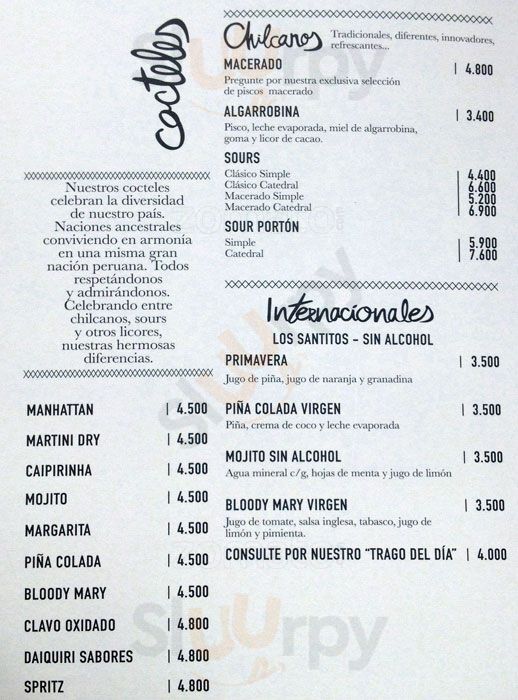 cocteles
Nuestros cocteles
celebran la diversidad
de nuestro país.
Naciones ancestrales
conviviendo en armonía
en una misma gran
nación peruana. Todos
respetándonos
y admirándonos.
Celebrando entre
chilcanos, sours
y otros licores,
nuestras hermosas
diferencias.
MANHATTAN | 4.500
MARTINI DRY | 4.500
CAIPIRINHA | 4.500
MOJITO | 4.500
MARGARITA | 4.500
PIÑA COLADA | 4.500
BLOODY MARY | 4.500
CLAVO OXIDADO | 4.800
DAIQUIRI SABORES | 4.800
SPRITZ | 4.800
Chilcanos Tradicionales, diferentes, innovadores,
refrescantes...
MACERADO | 4.800
Pregunte por nuestra exclusiva selección
de piscos macerado
ALGARROBINA | 3.400
Pisco, leche evaporada, miel de algarrobina,
goma y licor de cacao.
SOURS
Clásico Simple | 4.400
Clásico Catedral | 6.600
Macerado Simple | 5.200
Macerado Catedral | 6.900
SOUR PORTÓN
Simple | 5.900
Catedral | 7.600
Internacionales
LOS SANTITOS - SIN ALCOHOL
PRIMAVERA | 3.500
Jugo de piña, jugo de naranja y granadina
PIÑA COLADA VIRGEN | 3.500
Piña, crema de coco y leche evaporada
MOJITO SIN ALCOHOL | 3.500
Agua mineral c/g, hojas de menta y jugo de limón
BLOODY MARY VIRGEN | 3.500
Jugo de tomate, salsa inglesa, tabasco, jugo de
limón y pimienta.
CONSULTE POR NUESTRO "TRAGO DEL DÍA" | 4.000
Sluurpy
Sluurpy
Sluurpy